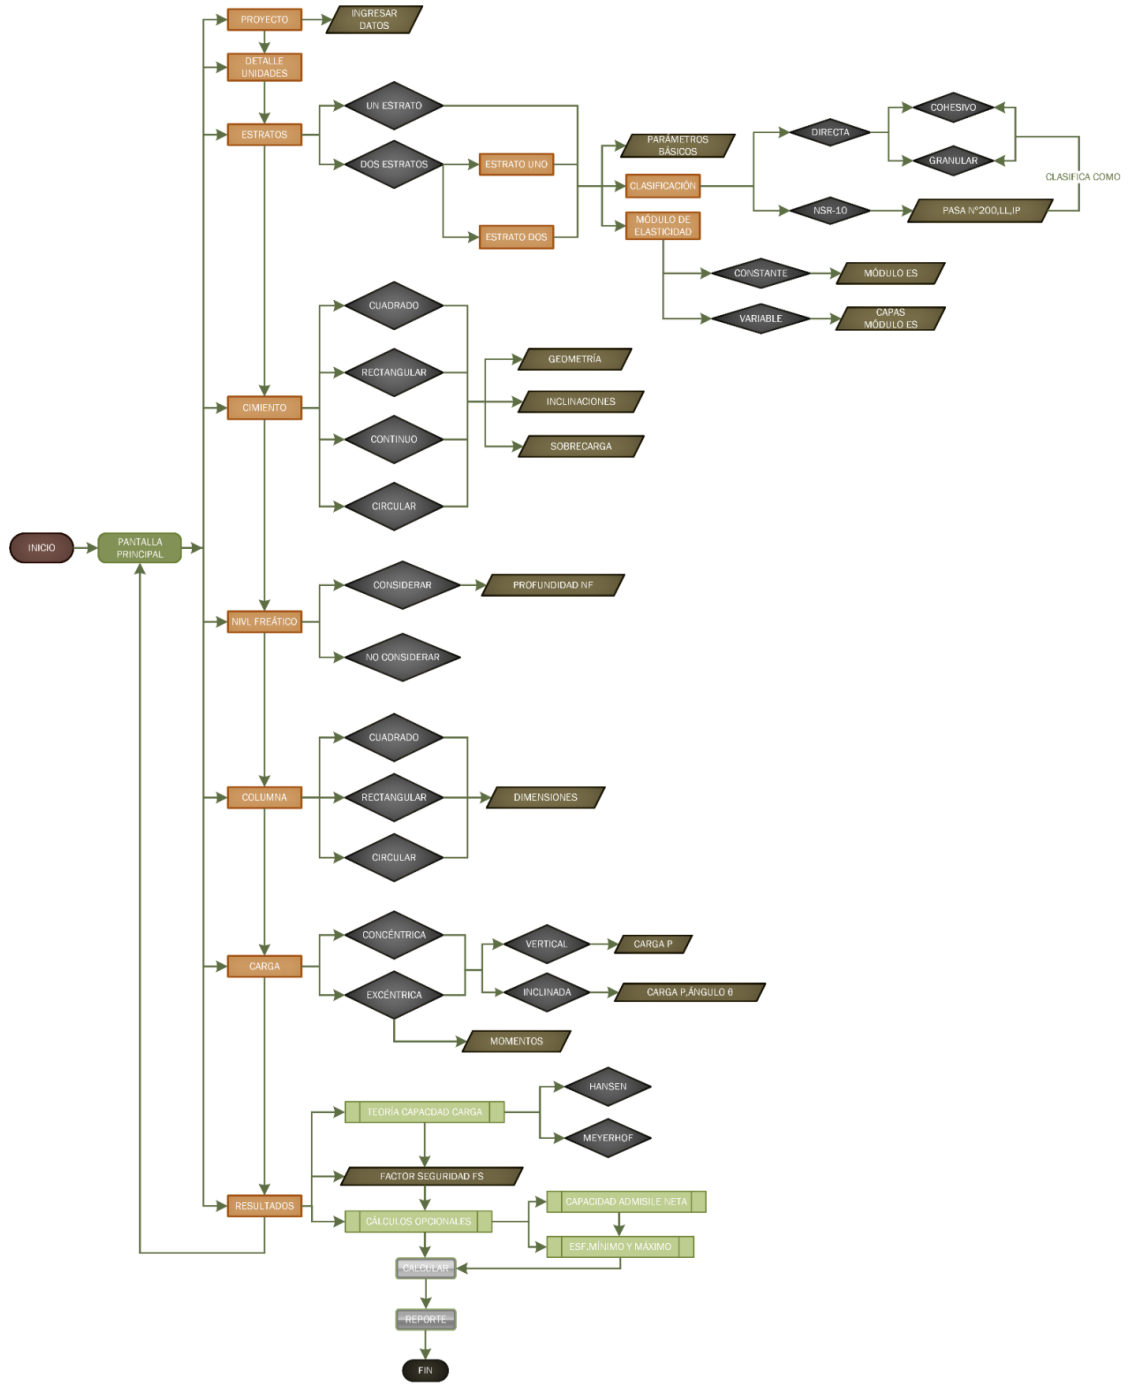 PROYECTO
INGRESAR
DATOS
DETALLE
UNIDADES
ESTRATOS
UN ESTRATO
DOS ESTRATOS
ESTRATO UNO
ESTRATO DOS
PARÁMETROS
BÁSICOS
CLASIFICACIÓN
MÓDULO DE
ELASTICIDAD
DIRECTA
COHESIVO
GRANULAR
CLASIFICA COMO
NSR-10
PASA Nº200,LL,IP
CONSTANTE
MÓDULO ES
VARIABLE
CAPAS
MÓDULO ES
CIMIENTO
CUADRADO
RECTANGULAR
CONTINUO
CIRCULAR
GEOMETRÍA
INCLINACIONES
SOBRECARGA
INICIO
PANTALLA
PRINCIPAL
NIVL FREÁTICO
CONSIDERAR
PROFUNDIDAD NF
NO CONSIDERAR
COLUMNA
CUADRADO
RECTANGULAR
CIRCULAR
DIMENSIONES
CARGA
CONCÉNTRICA
EXCÉNTRICA
VERTICAL
CARGA P
INCLINADA
CARGA P,ÁNGULO θ
MOMENTOS
RESULTADOS
TEORÍA CAPACDAD CARGA
HANSEN
MEYERHOF
FACTOR SEGURIDAD FS
CÁLCULOS OPCIONALES
CAPACIDAD ADMISILE NETA
ESF.MÍNIMO Y MÁXIMO
CALCULAR
REPORTE
FIN